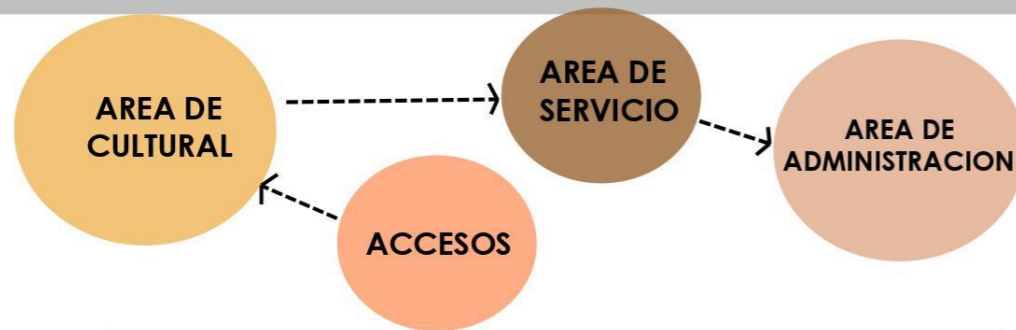 AREA DE
CULTURAL
AREA DE
SERVICIO
AREA DE
ADMINISTRACION
ACCESOS